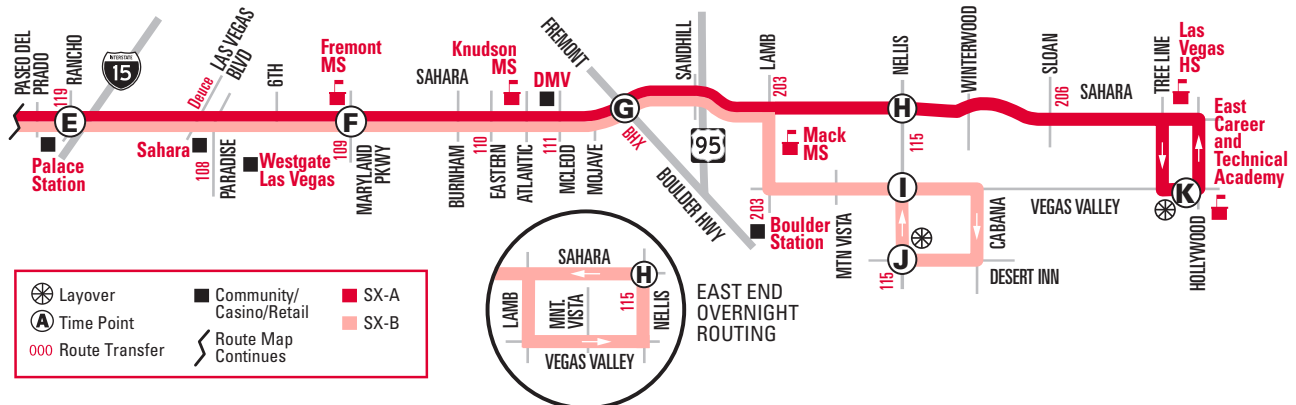 PASEO DEL
PRADO
RANCHO
119
INTERSTATE
15
E
Palace
Station
Deuce
LAS VEGAS
BLVD
Sahara
108
PARADISE
6TH
Westgate
Las Vegas
Fremont
MS
F
109
MARYLAND
PKWY
SAHARA
BURNHAM
110
EASTERN
Knudson
MS
ATLANTIC
DMV
111
MCLEOD
MOJAVE
FREMONT
G
BHX
BOULDER HWY
SANDHILL
95
LAMB
203
Mack
MS
203
Boulder
Station
MTN VISTA
NELLIS
H
115
I
J
115
WINTERWOOD
CABANA
DESERT INN
SLOAN
206
SAHARA
VEGAS VALLEY
TREE LINE
Las
Vegas
HS
East
Career
and
Technical
Academy
K
HOLLYWOOD
Layover
A Time Point
000 Route Transfer
Community/
Casino/Retail
Route Map
Continues
SX-A
SX-B
SAHARA
H
LAMB
MNT.
VISTA
115
NELLIS
VEGAS VALLEY
EAST END
OVERNIGHT
ROUTING